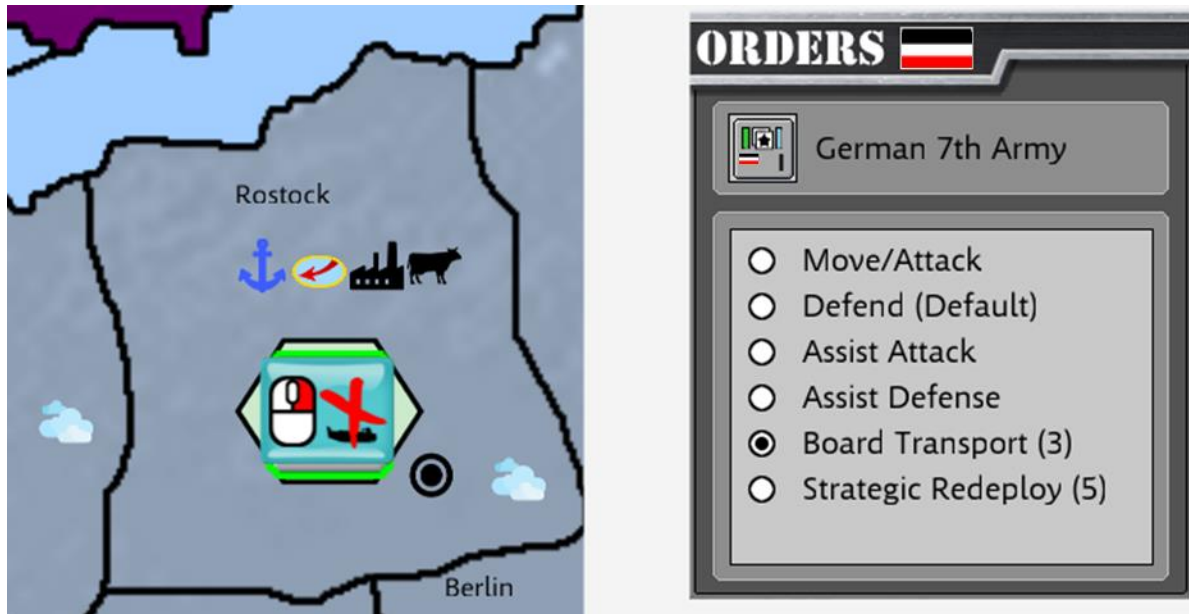 Rostock
Berlin
ORDERS
German 7th Army
Move/Attack
Defend (Default)
Assist Attack
Assist Defense
Board Transport (3)
Strategic Redeploy (5)